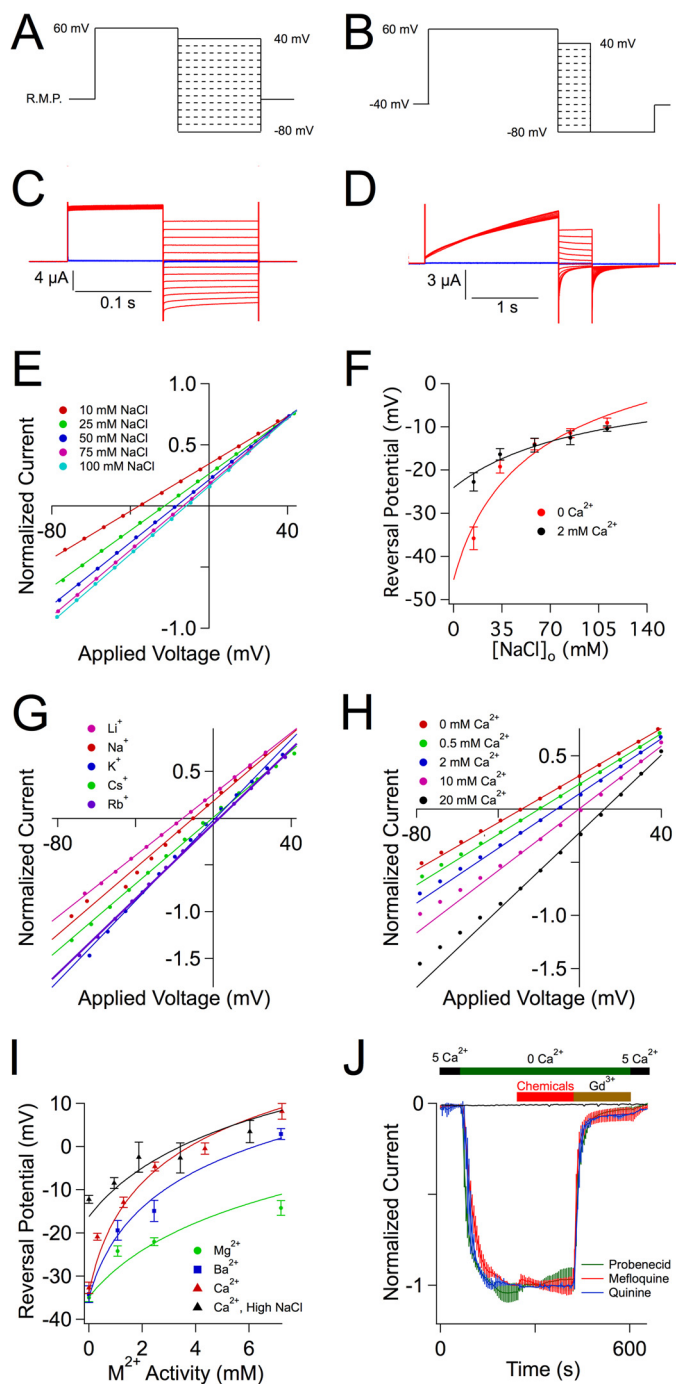 A
60 mV
40 mV
R.M.P.
-80 mV
B
60 mV
40 mV
-40 mV
-80 mV
C
4 µA
0.1 s
D
3 µA
1 s
E
1.0
0.5
-80
40
-1.0
10 mM NaCl
25 mM NaCl
50 mM NaCl
75 mM NaCl
100 mM NaCl
Normalized Current
Applied Voltage (mV)
F
0
-10
-20
-30
-40
-50
0 35 70 105 140
0 Ca2+
2 mM Ca2+
Reversal Potential (mV)
[NaCl]o (mM)
G
Li+
Na+
K+
Cs+
Rb+
0.5
-80
40
-1.0
-1.5
Normalized Current
Applied Voltage (mV)
H
0 mM Ca2+
0.5 mM Ca2+
2 mM Ca2+
10 mM Ca2+
20 mM Ca2+
0.5
-80
40
-0.5
-1.0
-1.5
Normalized Current
Applied Voltage (mV)
I
10
0
-10
-20
-30
-40
0 2 4 6
Mg2+
Ba2+
Ca2+
Ca2+, High NaCl
Reversal Potential (mV)
M2+ Activity (mM)
J
5 Ca2+
0 Ca2+
5 Ca2+
Chemicals
Gd3+
0
-1
0 300 600
Probenecid
Mefloquine
Quinine
Normalized Current
Time (s)